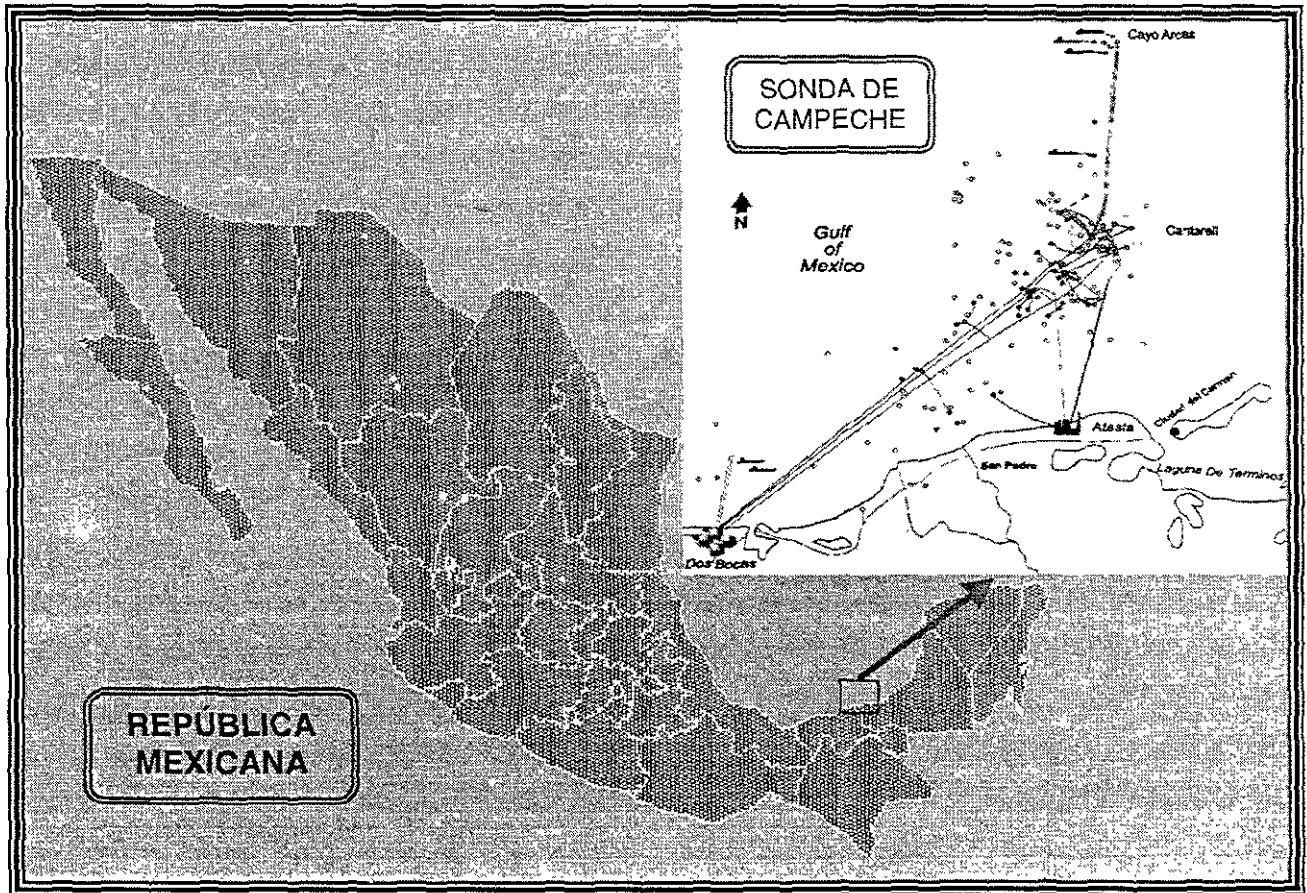 Cayo Arcas
SONDA DE
CAMPECHE
N
Gulf
of
Mexico
Cantarell
Ciudad del Carmen
Atasta
San Pedro
Laguna De Terminos
Dos Bocas
REPÚBLICA
MEXICANA